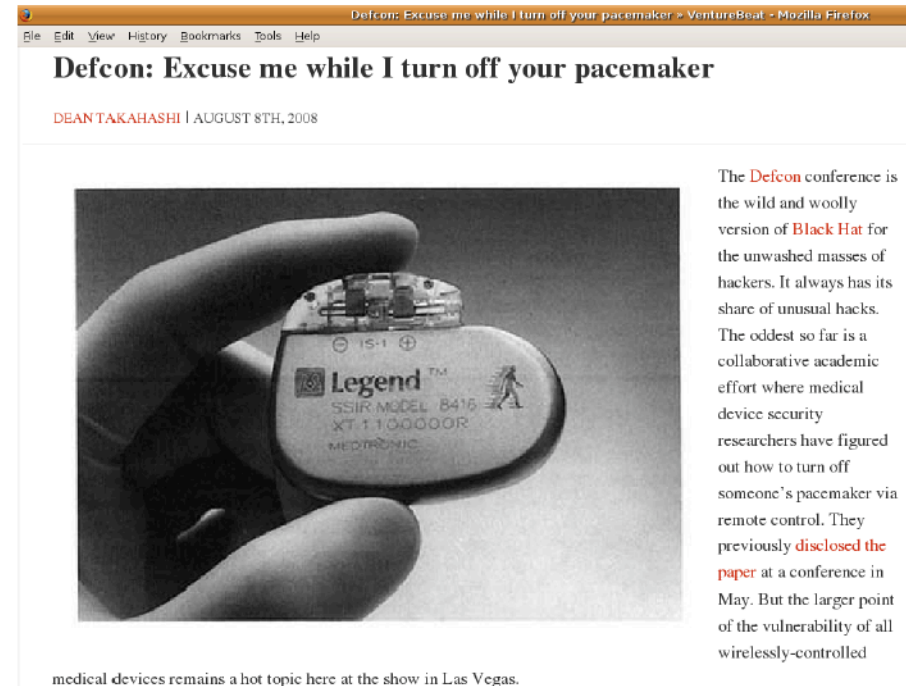 Defcon: Excuse me while I turn off your pacemaker » VentureBeat - Mozilla Firefox
File Edit View History Bookmarks Tools Help
Defcon: Excuse me while I turn off your pacemaker
DEAN TAKAHASHI | AUGUST 8TH, 2008
⊖ IS-1 ⊕
Legend™
SSIR MODEL 8416
XT1100000R
MEDTRONIC
The Defcon conference is
the wild and woolly
version of Black Hat for
the unwashed masses of
hackers. It always has its
share of unusual hacks.
The oddest so far is a
collaborative academic
effort where medical
device security
researchers have figured
out how to turn off
someone's pacemaker via
remote control. They
previously disclosed the
paper at a conference in
May. But the larger point
of the vulnerability of all
wirelessly-controlled
medical devices remains a hot topic here at the show in Las Vegas.